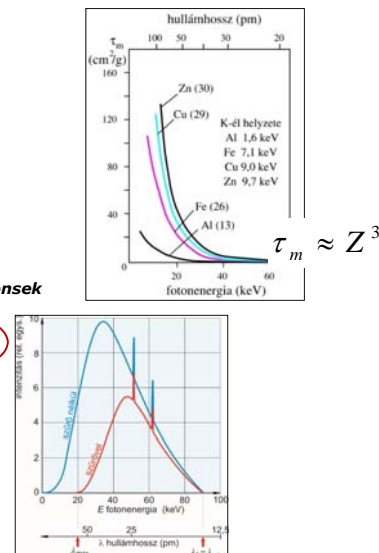 hullámhossz (pm)
100 50 30 20
τm
(cm²/g)
160
120
80
40
0
Zn (30)
Cu (29)
K-él helyzete
Al 1,6 keV
Fe 7,1 keV
Cu 9,0 keV
Zn 9,7 keV
Fe (26)
Al (13)
20 40 60
fotonenergia (keV)
τm ≈ Z³
ensek
intenzitás (rel. egys.)
10
8
6
4
2
0
szűrő nélkül
szűrővel
0 20 40 60 80 100
E fotonenergia (keV)
50 25 12,5
λ hullámhossz (pm)